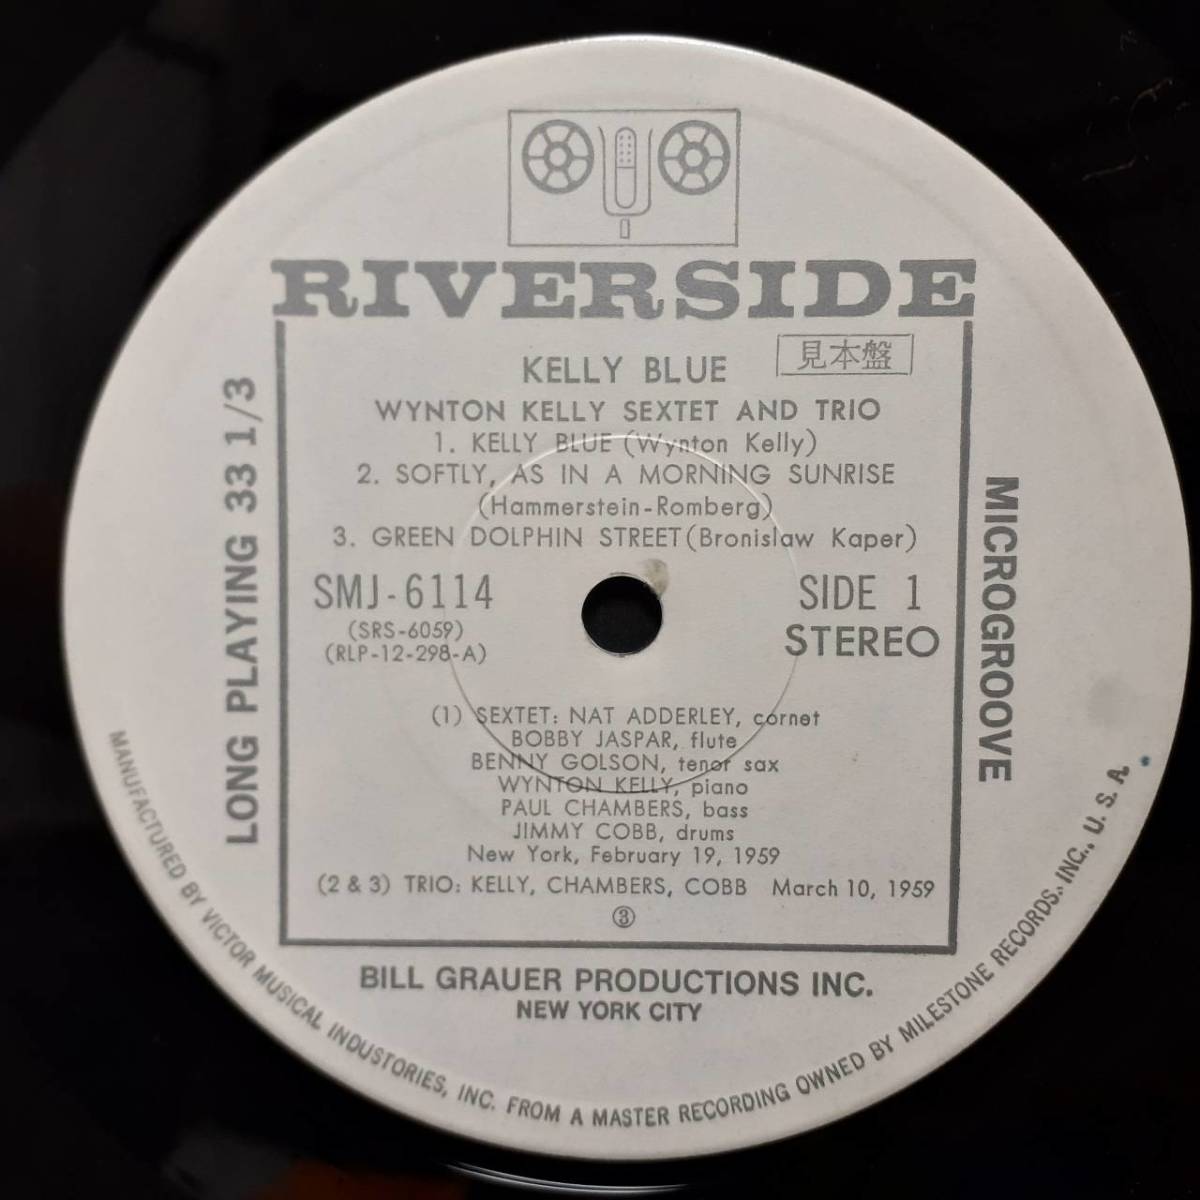 RIVERSIDE
KELLY BLUE
見本盤
WYNTON KELLY SEXTET AND TRIO
1. KELLY BLUE (Wynton Kelly)
2. SOFTLY, AS IN A MORNING SUNRISE
(Hammerstein-Romberg)
3. GREEN DOLPHIN STREET (Bronislaw Kaper)
SMJ-6114
(SRS-6059)
(RLP-12-298-A)
SIDE 1
STEREO
(1) SEXTET: NAT ADDERLEY, cornet
BOBBY JASPAR, flute
BENNY GOLSON, tenor sax
WYNTON KELLY, piano
PAUL CHAMBERS, bass
JIMMY COBB, drums
New York, February 19, 1959
(2 & 3) TRIO: KELLY, CHAMBERS, COBB March 10, 1959
③
LONG PLAYING 33 1/3
MICROGROOVE
BILL GRAUER PRODUCTIONS INC.
NEW YORK CITY
MANUFACTURED BY VICTOR MUSICAL INDUSTORIES, INC. FROM A MASTER RECORDING OWNED BY MILESTONE RECORDS. INC., U. S. A.